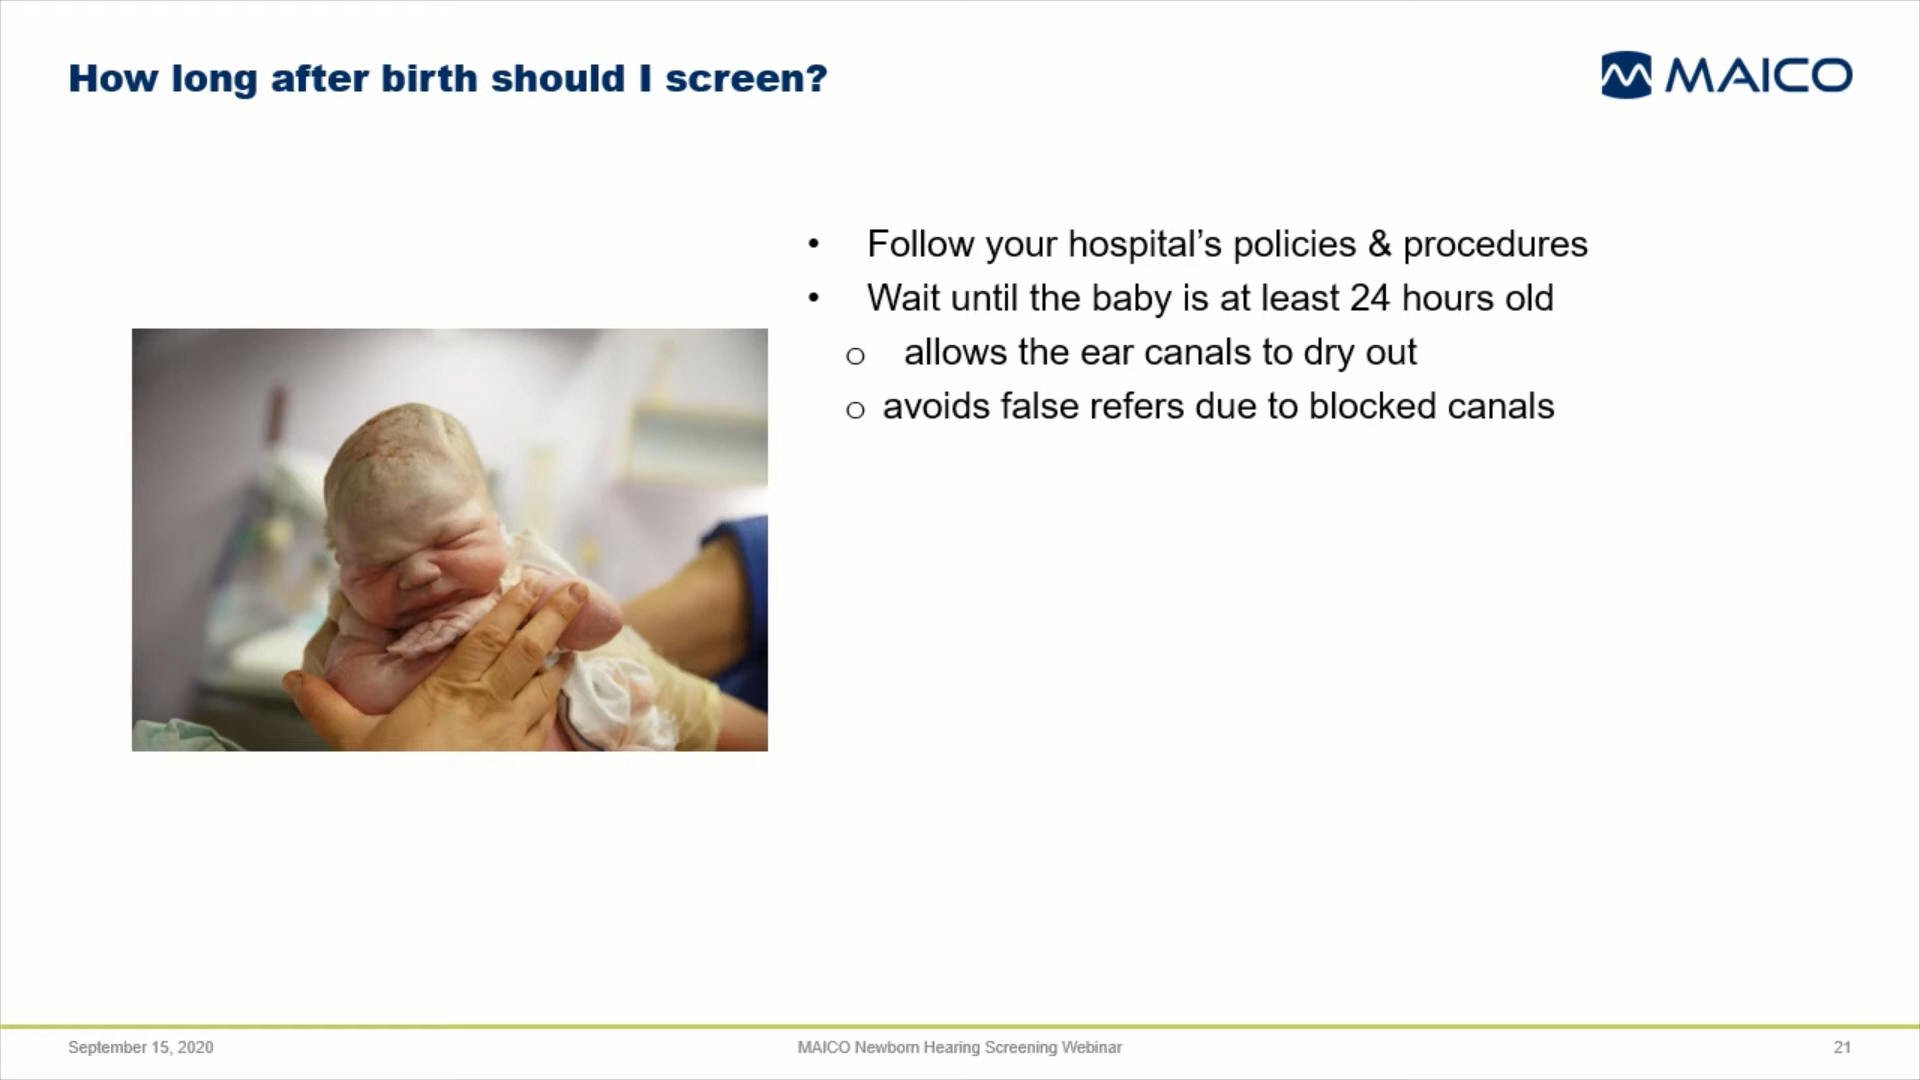 How long after birth should I screen?
MAICO
• Follow your hospital’s policies & procedures
• Wait until the baby is at least 24 hours old
o allows the ear canals to dry out
o avoids false refers due to blocked canals
September 15, 2020
MAICO Newborn Hearing Screening Webinar
21